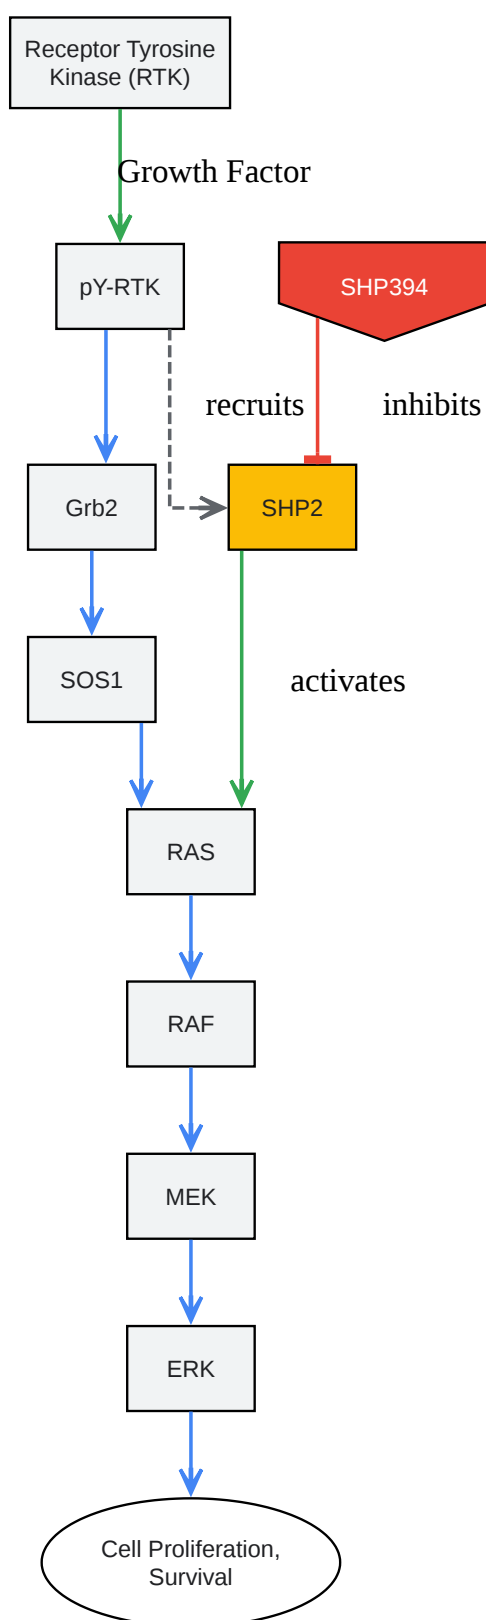 Receptor Tyrosine
Kinase (RTK)
Growth Factor
pY-RTK
SHP394
recruits
inhibits
Grb2
SHP2
SOS1
activates
RAS
RAF
MEK
ERK
Cell Proliferation,
Survival